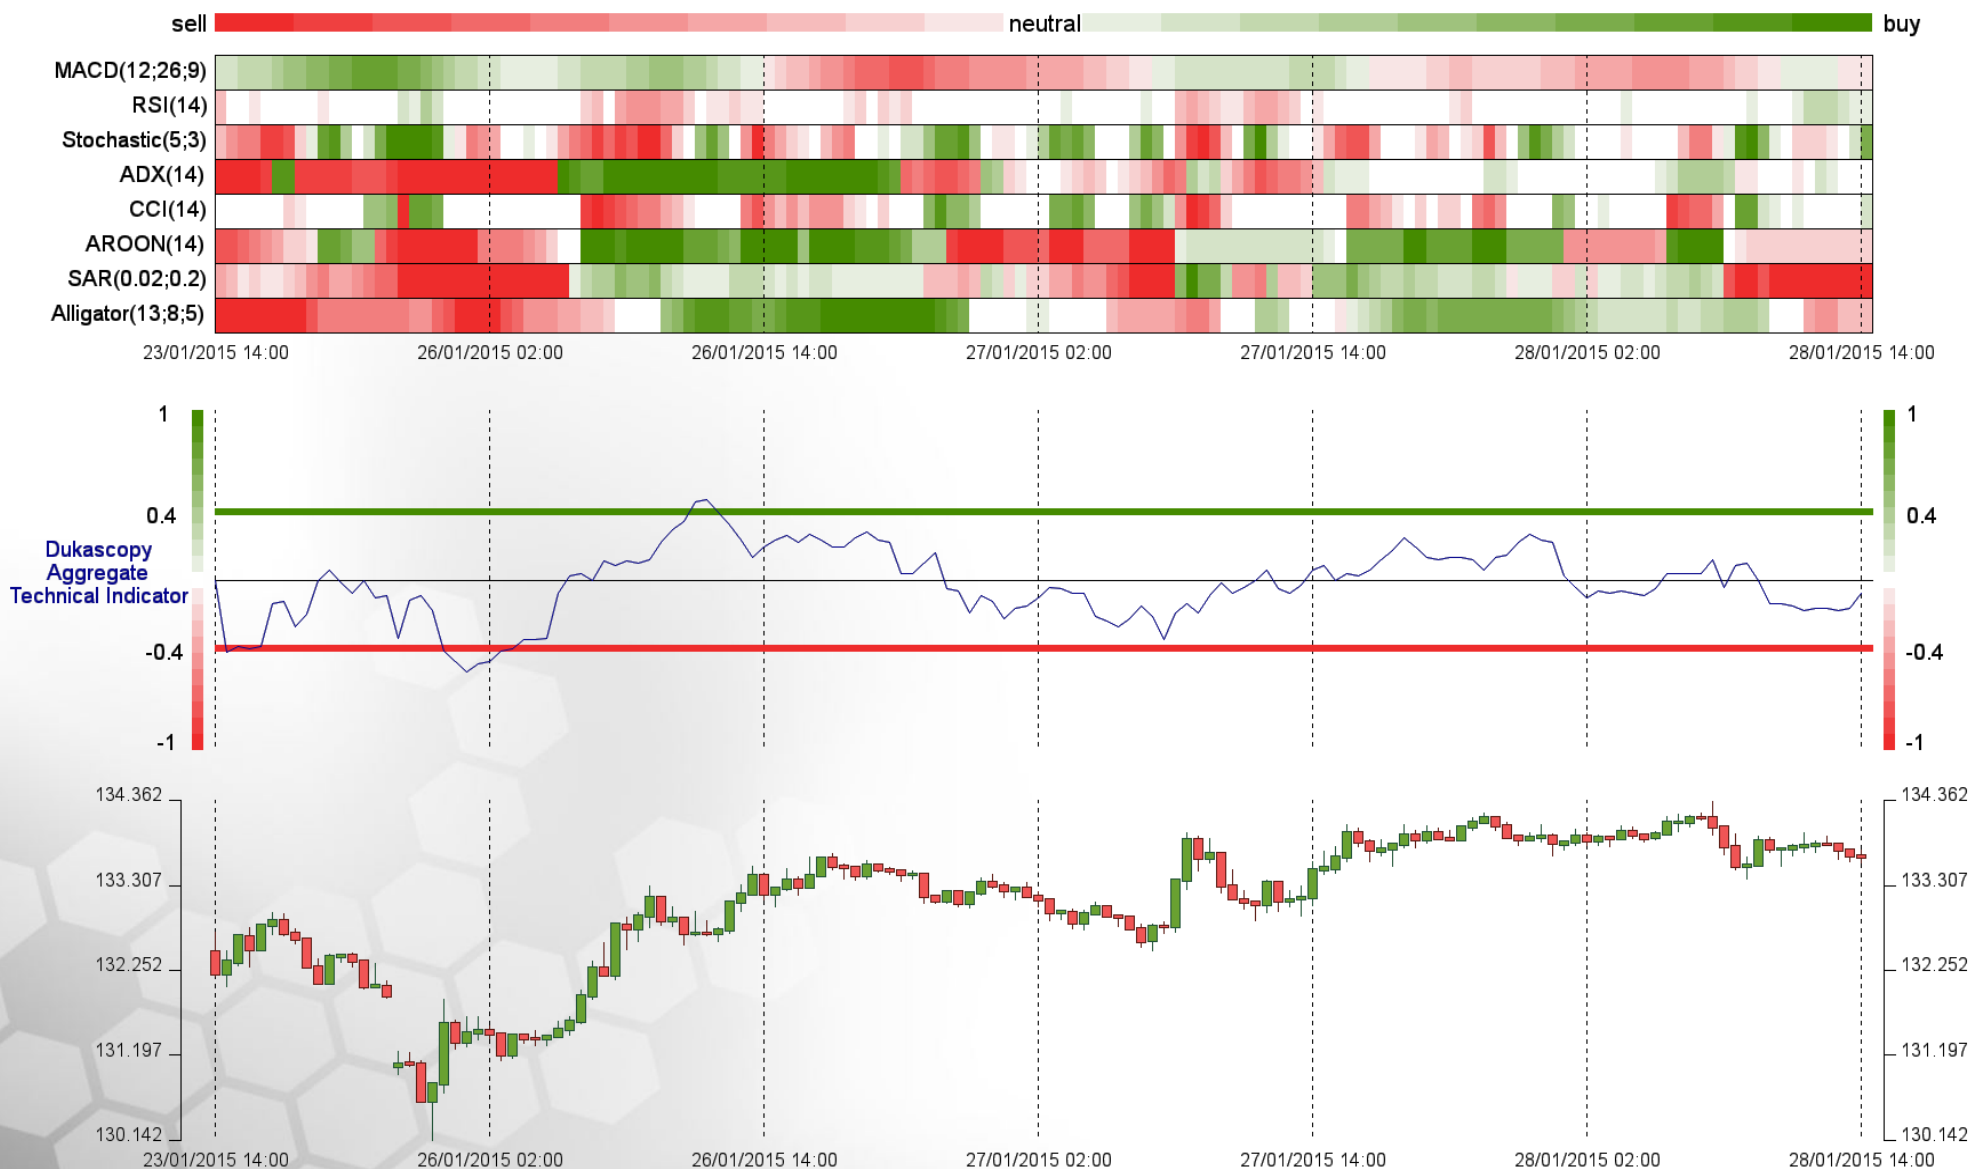 sell neutral buy
MACD(12;26;9)
RSI(14)
Stochastic(5;3)
ADX(14)
CCI(14)
AROON(14)
SAR(0.02;0.2)
Alligator(13;8;5)
23/01/2015 14:00 26/01/2015 02:00 26/01/2015 14:00 27/01/2015 02:00 27/01/2015 14:00 28/01/2015 02:00 28/01/2015 14:00
1 1
0.4 0.4
Dukascopy
Aggregate
Technical Indicator
-0.4 -0.4
-1 -1
134.362 134.362
133.307 133.307
132.252 132.252
131.197 131.197
130.142 130.142
23/01/2015 14:00 26/01/2015 02:00 26/01/2015 14:00 27/01/2015 02:00 27/01/2015 14:00 28/01/2015 02:00 28/01/2015 14:00